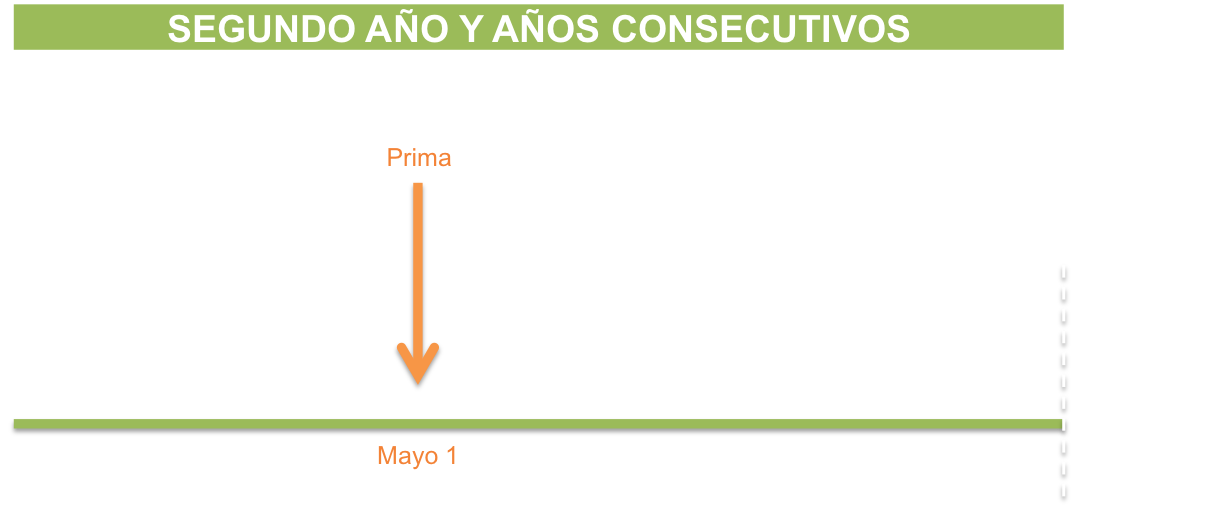 SEGUNDO AÑO Y AÑOS CONSECUTIVOS
Prima
Mayo 1